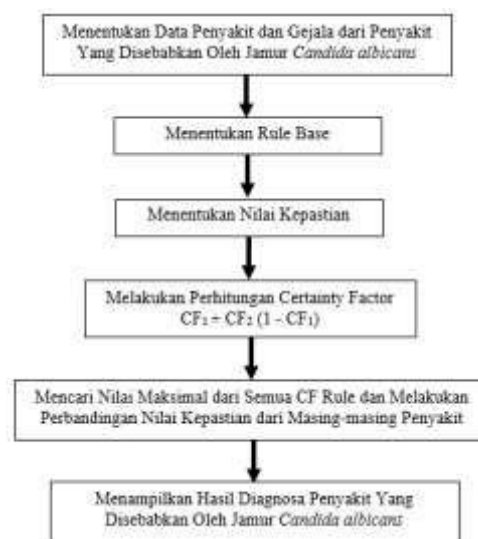 Menentukan Data Penyakit dan Gejala dari Penyakit
Yang Disebabkan Oleh Jamur Candida albicans
Menentukan Rule Base
Menentukan Nilai Kepastian
Melakukan Perhitungan Certainty Factor
CF₁ + CF₂ (1 - CF₁)
Mencari Nilai Maksimal dari Semua CF Rule dan Melakukan
Perbandingan Nilai Kepastian dari Masing-masing Penyakit
Menampilkan Hasil Diagnosa Penyakit Yang
Disebabkan Oleh Jamur Candida albicans